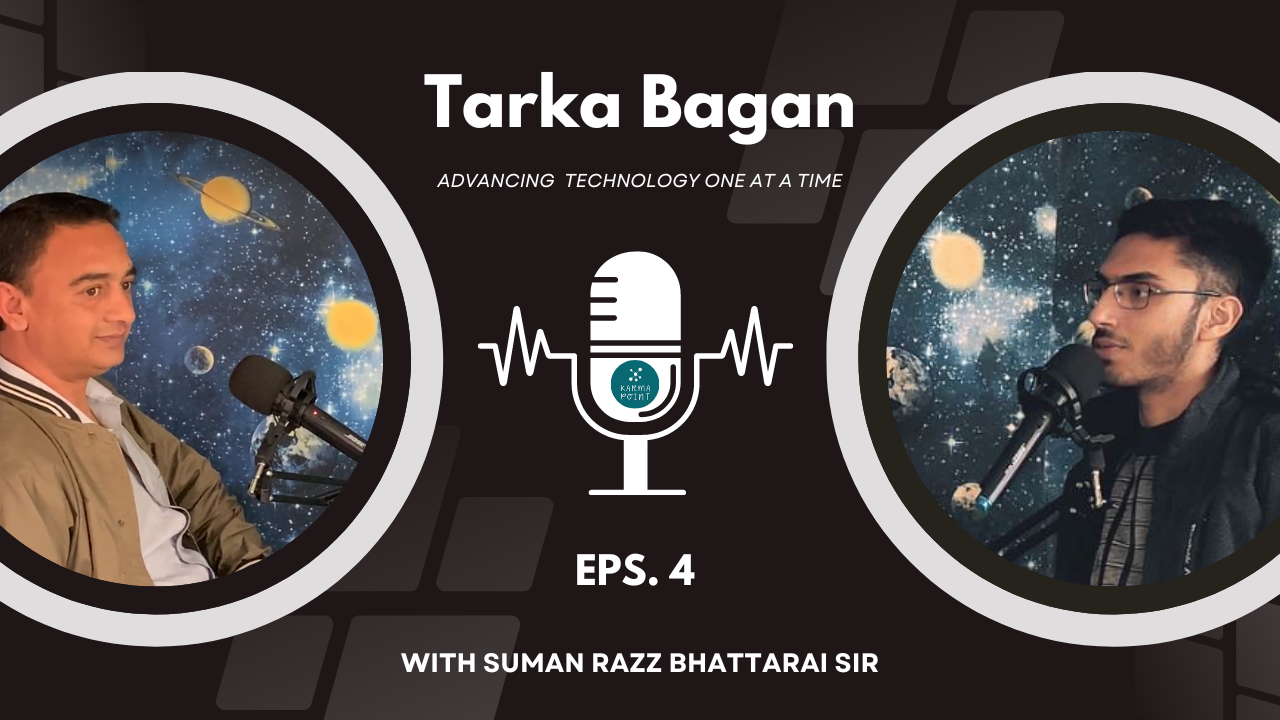 Tarka Bagan
ADVANCING TECHNOLOGY ONE AT A TIME
KARMA
POINT
EPS. 4
WITH SUMAN RAZZ BHATTARAI SIR